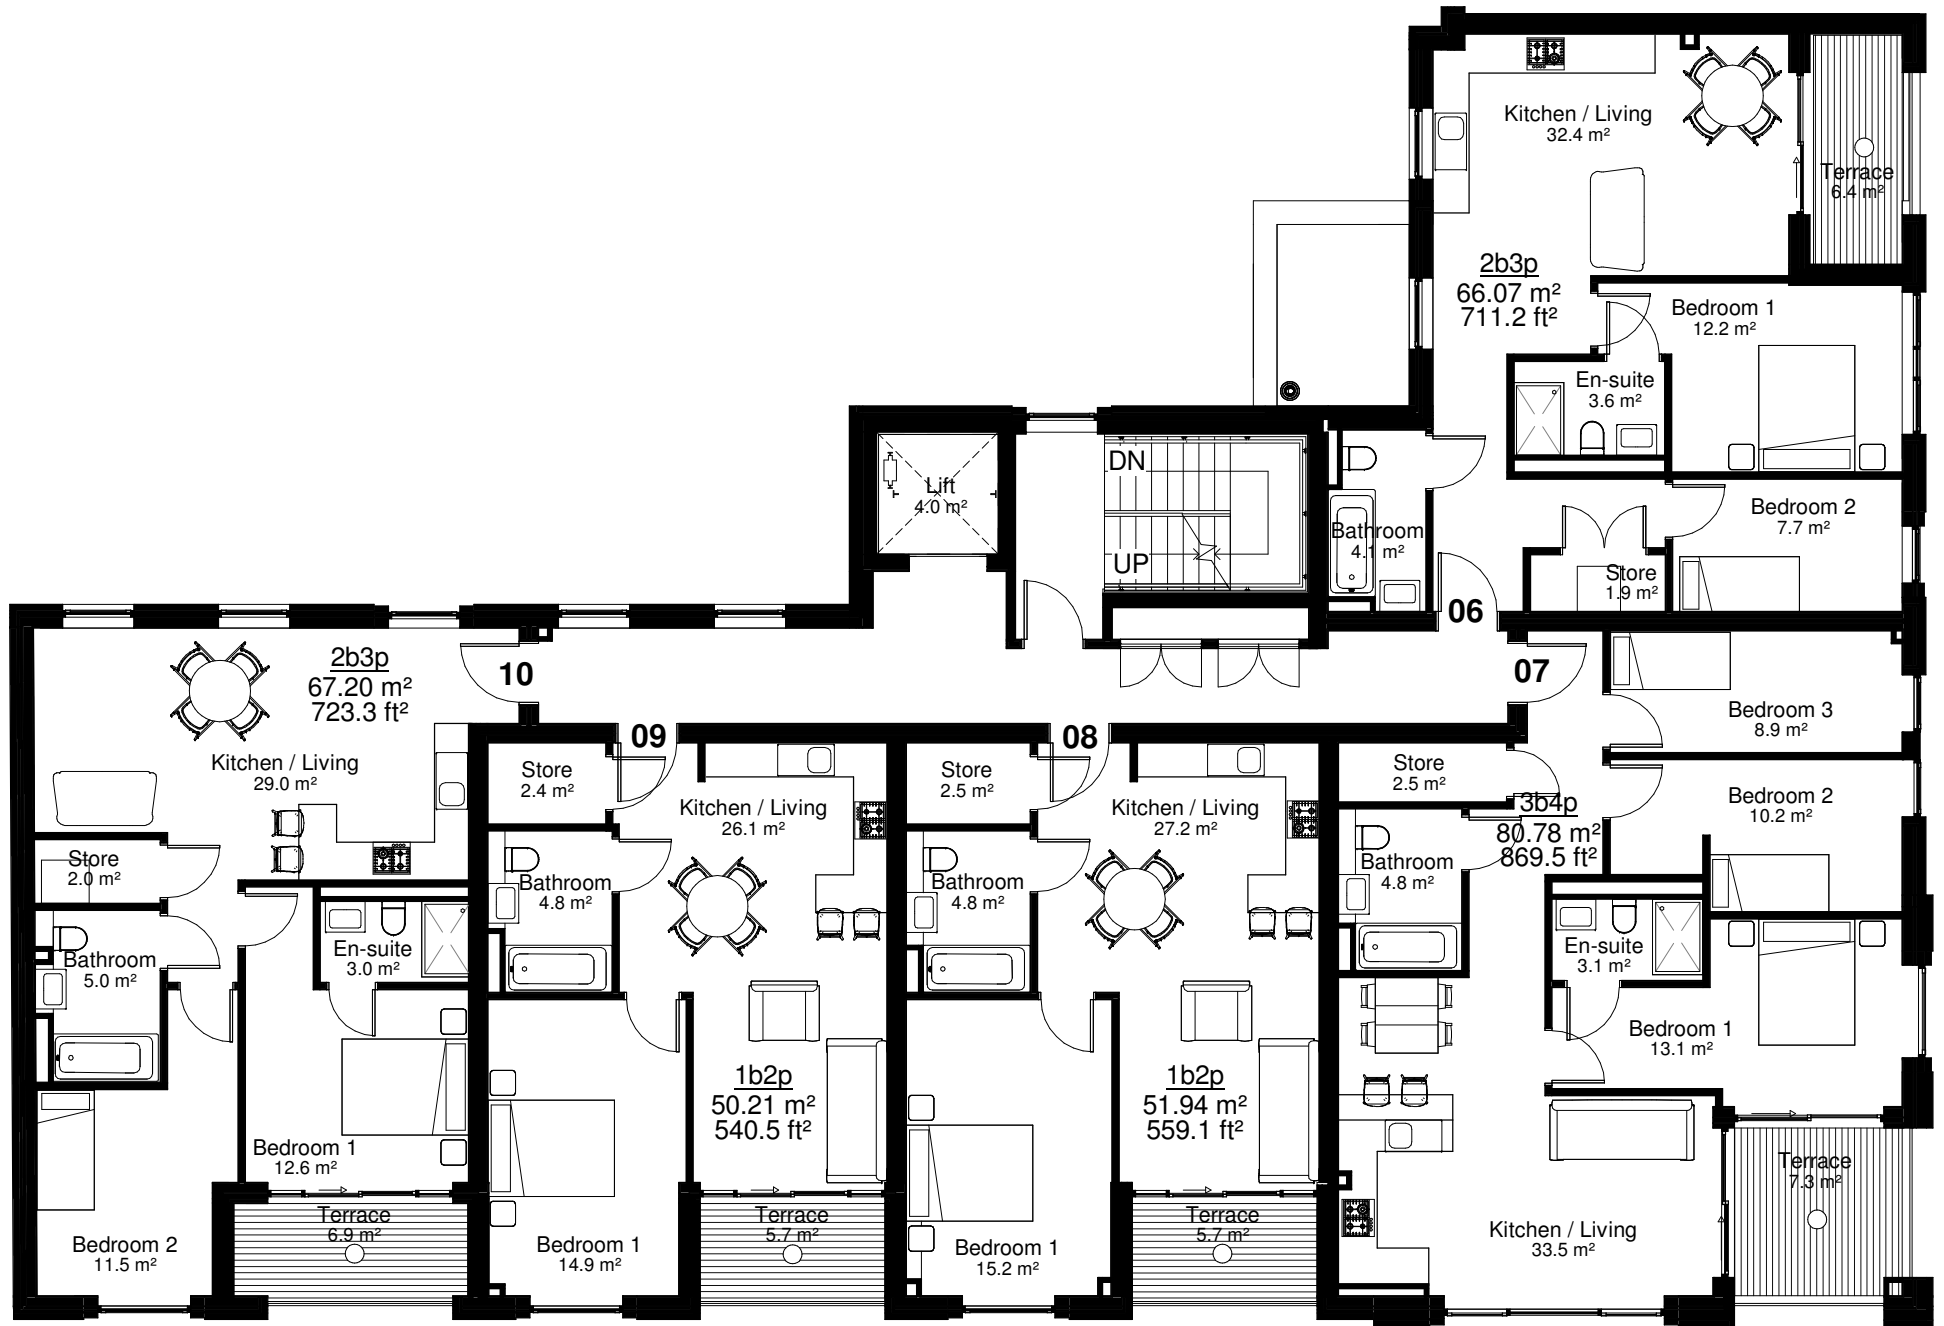 Kitchen / Living
32.4 m²
Terrace
6.4 m²
2b3p
66.07 m²
711.2 ft²
Bedroom 1
12.2 m²
En-suite
3.6 m²
DN
UP
Lift
4.0 m²
Bathroom
4.1 m²
Bedroom 2
7.7 m²
Store
1.9 m²
06
07
10
09
08
2b3p
67.20 m²
723.3 ft²
Kitchen / Living
29.0 m²
Store
2.0 m²
Bathroom
5.0 m²
En-suite
3.0 m²
Bedroom 1
12.6 m²
Bedroom 2
11.5 m²
Terrace
6.9 m²
Store
2.4 m²
Kitchen / Living
26.1 m²
Bathroom
4.8 m²
1b2p
50.21 m²
540.5 ft²
Bedroom 1
14.9 m²
Terrace
5.7 m²
Store
2.5 m²
Kitchen / Living
27.2 m²
Bathroom
4.8 m²
1b2p
51.94 m²
559.1 ft²
Bedroom 1
15.2 m²
Terrace
5.7 m²
Bedroom 3
8.9 m²
Store
2.5 m²
3b4p
80.78 m²
869.5 ft²
Bedroom 2
10.2 m²
Bathroom
4.8 m²
En-suite
3.1 m²
Bedroom 1
13.1 m²
Terrace
7.3 m²
Kitchen / Living
33.5 m²